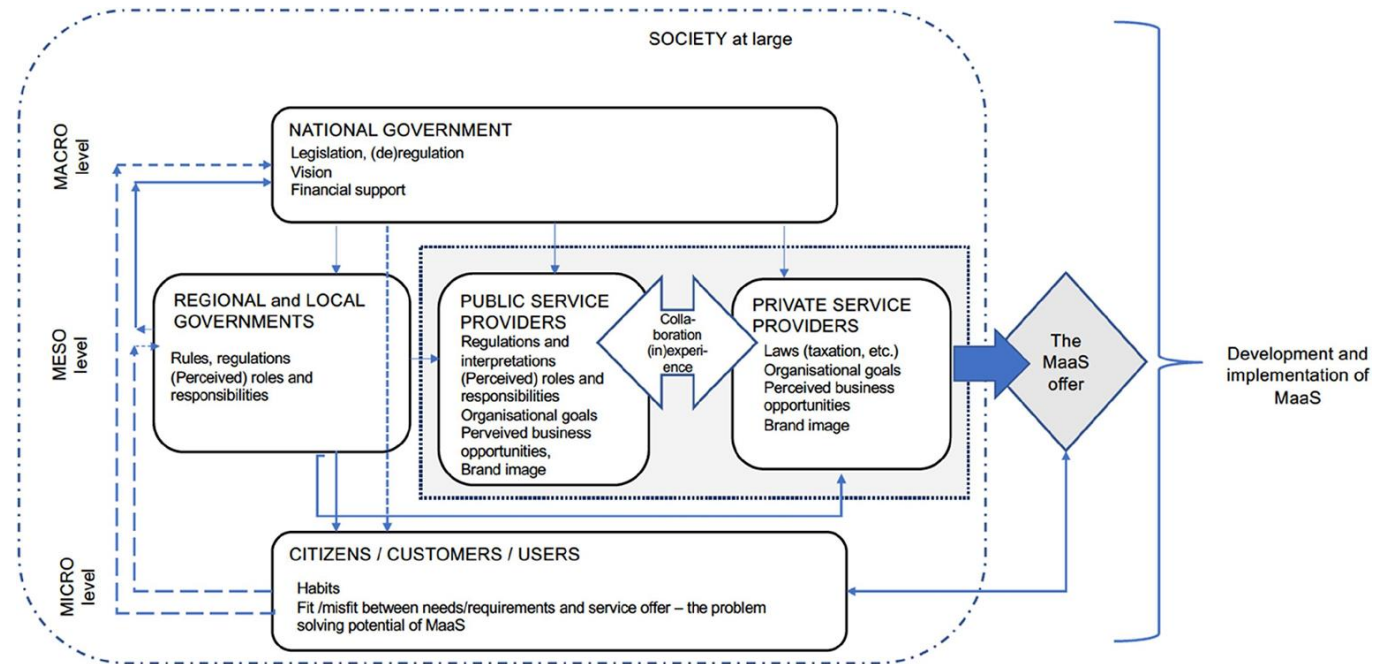 SOCIETY at large
MACRO
level
NATIONAL GOVERNMENT
Legislation, (de)regulation
Vision
Financial support
MESO
level
REGIONAL and LOCAL
GOVERNMENTS
Rules, regulations
(Perceived) roles and
responsibilities
PUBLIC SERVICE
PROVIDERS
Regulations and
interpretations
(Perceived) roles and
responsibilities
Organisational goals
Perveived business
opportunities,
Brand image
Colla-
boration
(in)experi-
ence
PRIVATE SERVICE
PROVIDERS
Laws (taxation, etc.)
Organisational goals
Perceived business
opportunities
Brand image
The
MaaS
offer
Development and
implementation of
MaaS
MICRO
level
CITIZENS / CUSTOMERS / USERS
Habits
Fit /misfit between needs/requirements and service offer – the problem
solving potential of MaaS